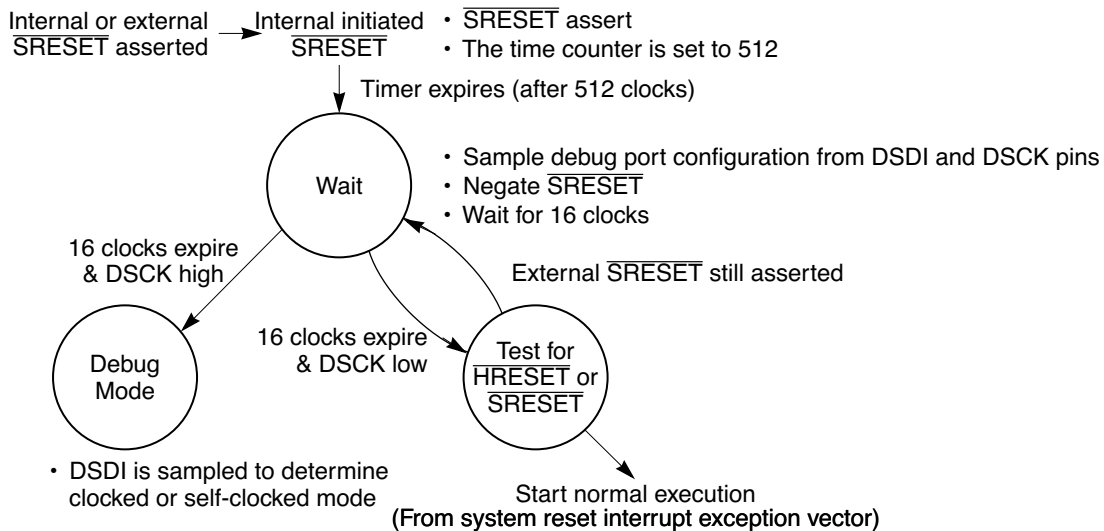 Internal or external
SRESET asserted
Internal initiated
SRESET
• SRESET assert
• The time counter is set to 512
Timer expires (after 512 clocks)
Wait
• Sample debug port configuration from DSDI and DSCK pins
• Negate SRESET
• Wait for 16 clocks
16 clocks expire
& DSCK high
External SRESET still asserted
16 clocks expire
& DSCK low
Debug
Mode
Test for
HRESET or
SRESET
• DSDI is sampled to determine
clocked or self-clocked mode
Start normal execution
(From system reset interrupt exception vector)